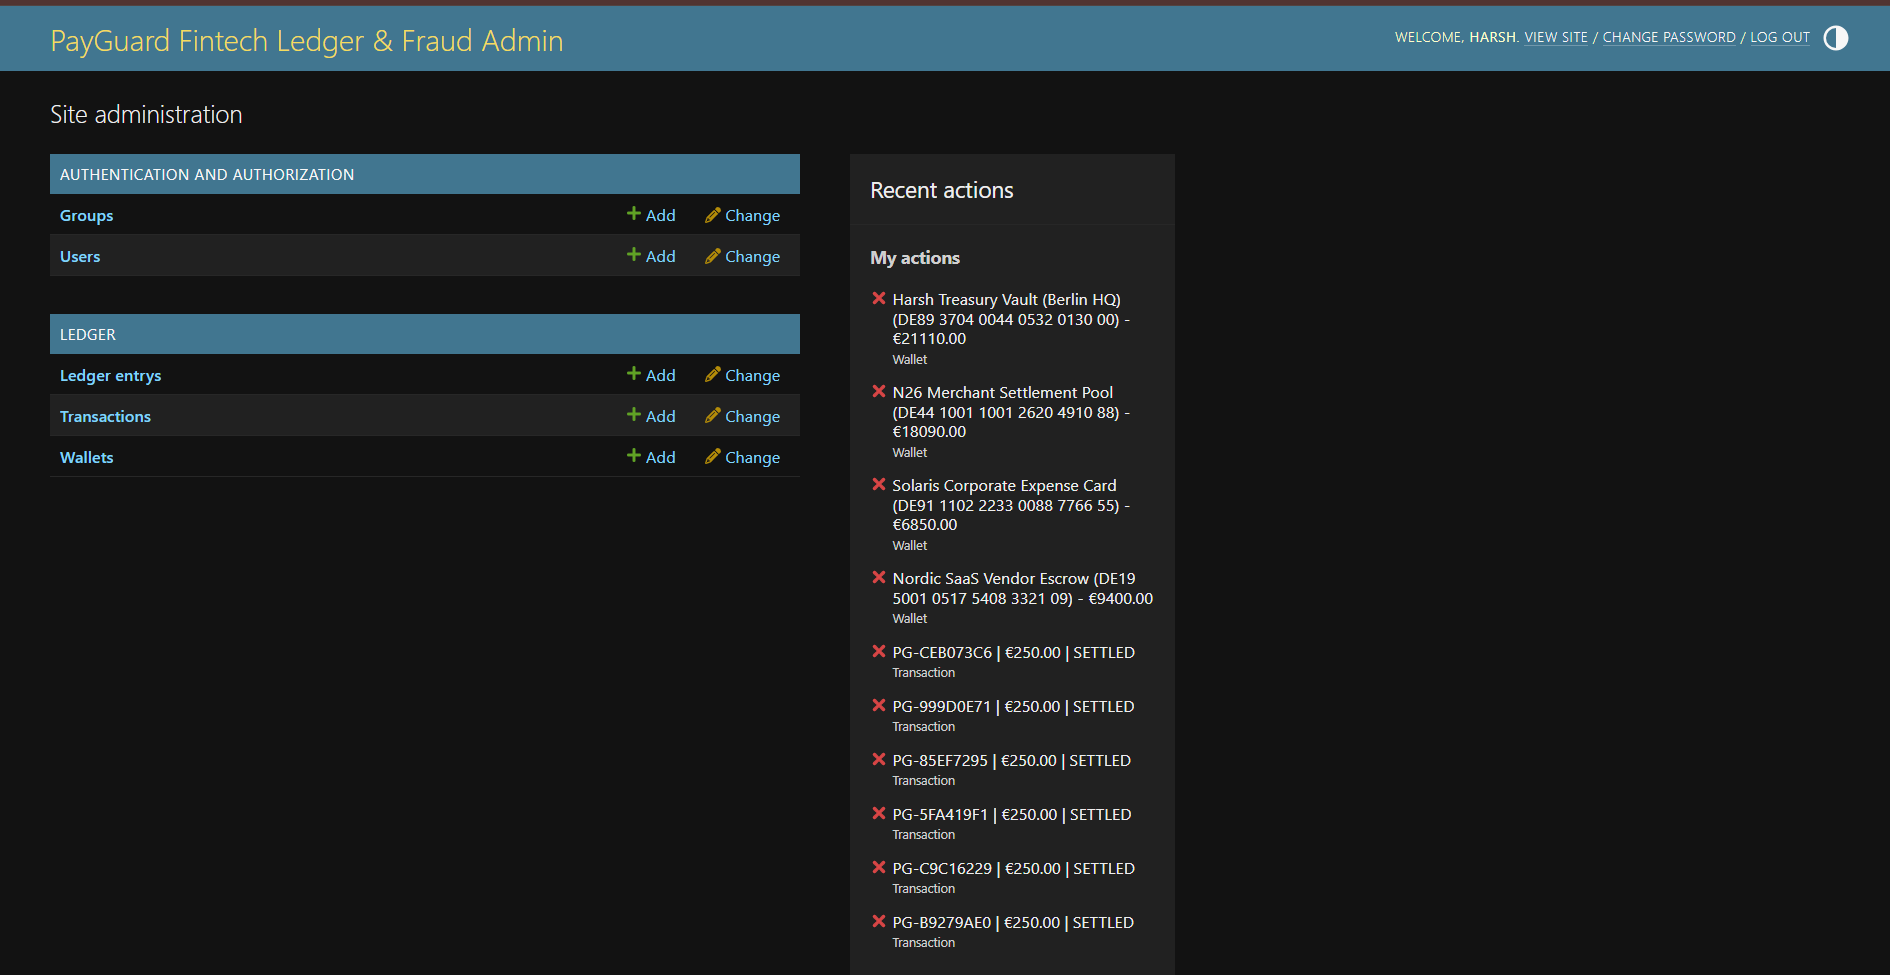 PayGuard Fintech Ledger & Fraud Admin
WELCOME, HARSH. VIEW SITE / CHANGE PASSWORD / LOG OUT
Site administration
AUTHENTICATION AND AUTHORIZATION
Groups Add Change
Users Add Change
LEDGER
Ledger entrys Add Change
Transactions Add Change
Wallets Add Change
Recent actions
My actions
Harsh Treasury Vault (Berlin HQ)
(DE89 3704 0044 0532 0130 00) -
€21110.00
Wallet
N26 Merchant Settlement Pool
(DE44 1001 1001 2620 4910 88) -
€18090.00
Wallet
Solaris Corporate Expense Card
(DE91 1102 2233 0088 7766 55) -
€6850.00
Wallet
Nordic SaaS Vendor Escrow (DE19
5001 0517 5408 3321 09) - €9400.00
Wallet
PG-CEB073C6 | €250.00 | SETTLED
Transaction
PG-999D0E71 | €250.00 | SETTLED
Transaction
PG-85EF7295 | €250.00 | SETTLED
Transaction
PG-5FA419F1 | €250.00 | SETTLED
Transaction
PG-C9C16229 | €250.00 | SETTLED
Transaction
PG-B9279AE0 | €250.00 | SETTLED
Transaction